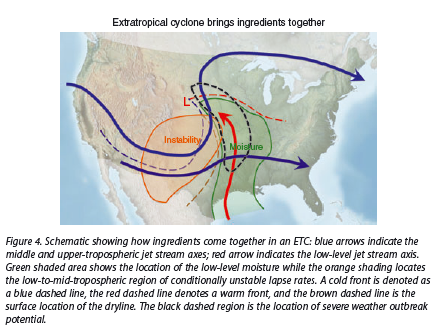 Extratropical cyclone brings ingredients together
L
Instability
Moisture
Figure 4. Schematic showing how ingredients come together in an ETC: blue arrows indicate the
middle and upper-tropospheric jet stream axes; red arrow indicates the low-level jet stream axis.
Green shaded area shows the location of the low-level moisture while the orange shading locates
the low-to-mid-tropospheric region of conditionally unstable lapse rates. A cold front is denoted as
a blue dashed line, the red dashed line denotes a warm front, and the brown dashed line is the
surface location of the dryline. The black dashed region is the location of severe weather outbreak
potential.